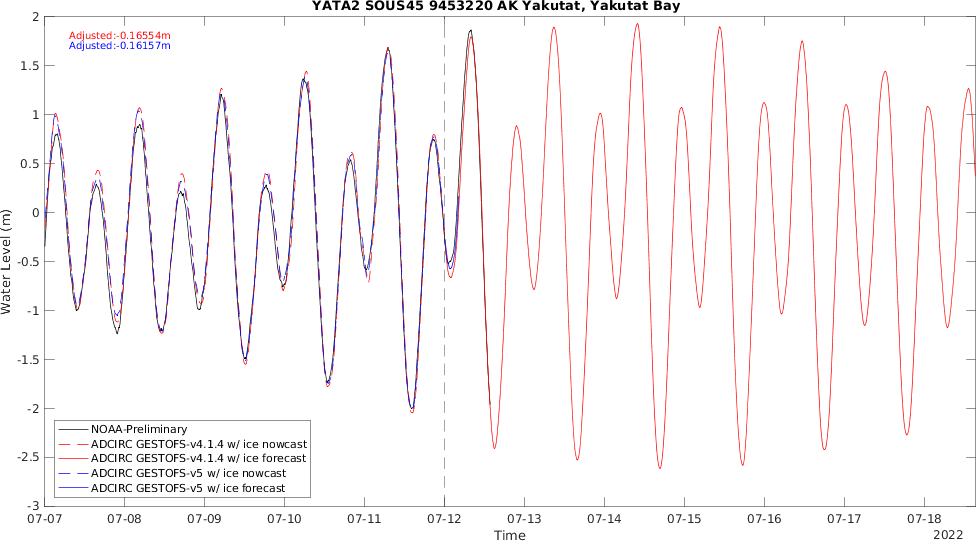 YATA2 SOUS45 9453220 AK Yakutat, Yakutat Bay
Adjusted:-0.16554m
Adjusted:-0.16157m
2
1.5
1
0.5
0
-0.5
-1
-1.5
-2
-2.5
-3
Water Level (m)
NOAA-Preliminary
ADCIRC GESTOFS-v4.1.4 w/ ice nowcast
ADCIRC GESTOFS-v4.1.4 w/ ice forecast
ADCIRC GESTOFS-v5 w/ ice nowcast
ADCIRC GESTOFS-v5 w/ ice forecast
07-07 07-08 07-09 07-10 07-11 07-12 07-13 07-14 07-15 07-16 07-17 07-18
Time
2022